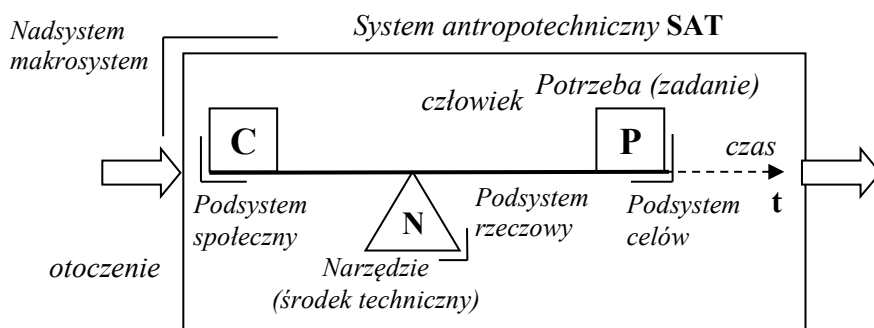 System antropotechniczny SAT
Nadsystem
makrosystem
człowiek
Potrzeba (zadanie)
C
P
czas
t
Podsystem
społeczny
N
Podsystem
rzeczowy
Podsystem
celów
otoczenie
Narzędzie
(środek techniczny)